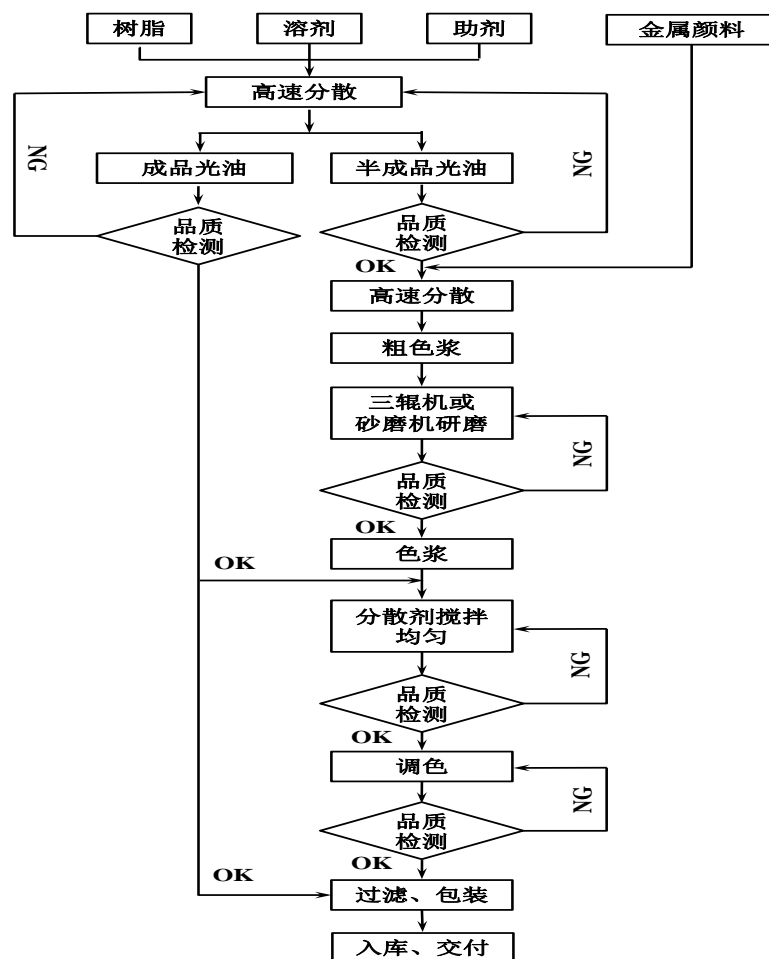 树脂
溶剂
助剂
金属颜料
高速分散
NG
NG
成品光油
半成品光油
品质
检测
品质
检测
OK
高速分散
粗色浆
三辊机或
砂磨机研磨
NG
品质
检测
OK
色浆
OK
分散剂搅拌
均匀
NG
品质
检测
OK
调色
NG
品质
检测
OK
OK
过滤、包装
入库、交付